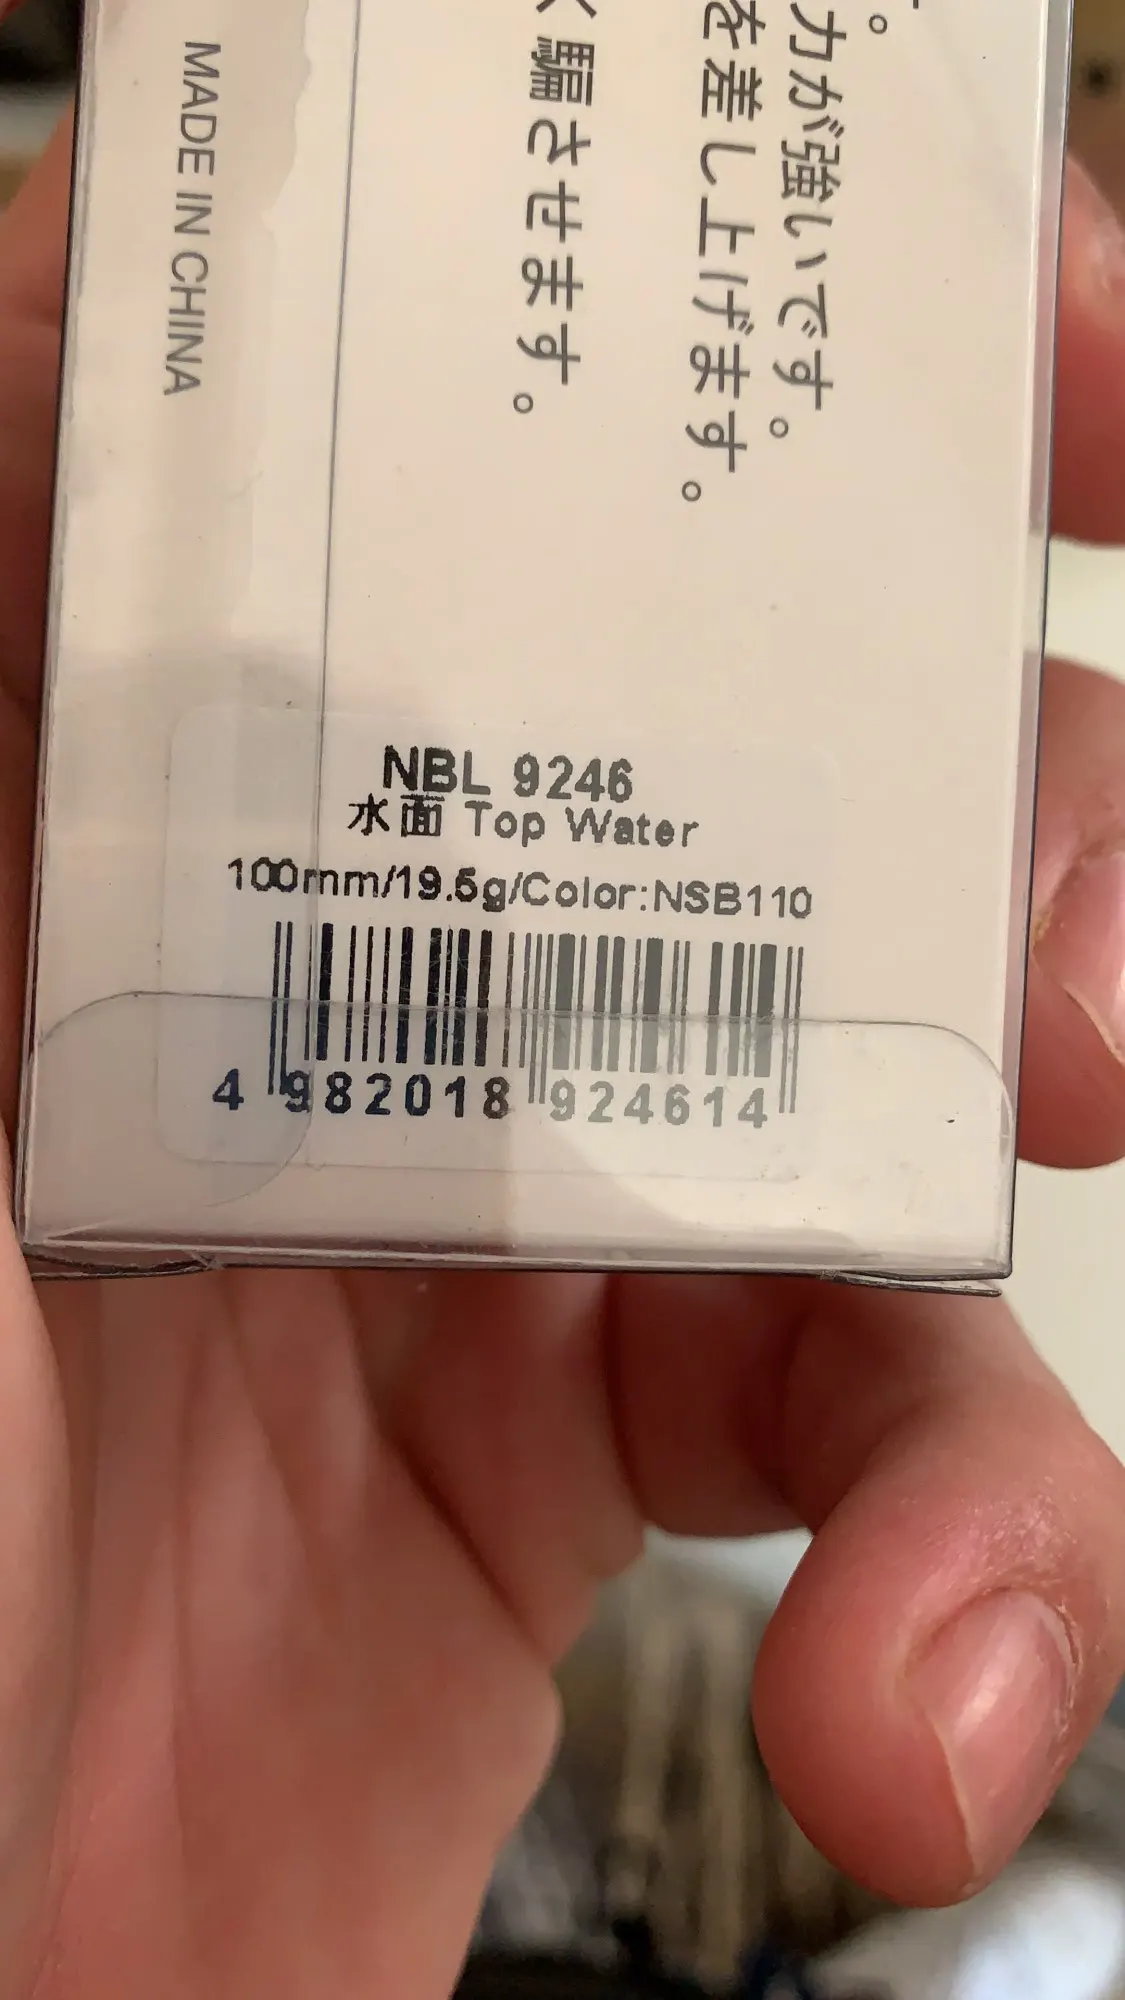 力が強いです。
を差し上げます。
く騙させます。
MADE IN CHINA
NBL 9246
水面 Top Water
100mm/19.5g/Color:NSB110
4 982018 924614